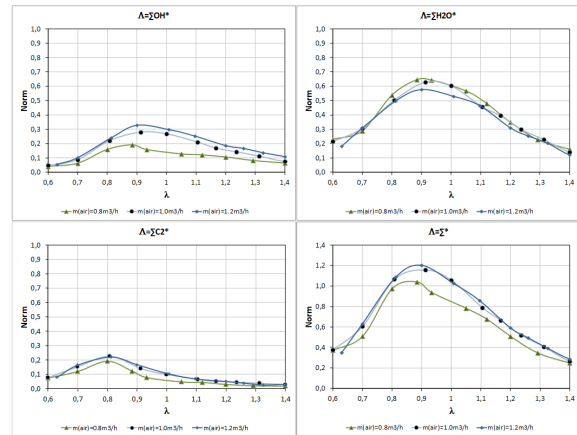 Λ=∑OH*
1,0
0,9
0,8
0,7
0,6
0,5
0,4
0,3
0,2
0,1
0,0
Norm
0,6 0,7 0,8 0,9 1 1,1 1,2 1,3 1,4
λ
m(air)=0.8m3/h m(air)=1.0m3/h m(air)=1.2m3/h
Λ=∑H2O*
1,0
0,9
0,8
0,7
0,6
0,5
0,4
0,3
0,2
0,1
0,0
Norm
0,6 0,7 0,8 0,9 1 1,1 1,2 1,3 1,4
λ
m(air)=0.8m3/h m(air)=1.0m3/h m(air)=1.2m3/h
Λ=∑C2*
1,0
0,9
0,8
0,7
0,6
0,5
0,4
0,3
0,2
0,1
0,0
Norm
0,6 0,7 0,8 0,9 1 1,1 1,2 1,3 1,4
λ
m(air)=0.8m3/h m(air)=1.0m3/h m(air)=1.2m3/h
Λ=∑*
1,4
1,2
1,0
0,8
0,6
0,4
0,2
0,0
Norm
0,6 0,7 0,8 0,9 1 1,1 1,2 1,3 1,4
λ
m(air)=0.8m3/h m(air)=1.0m3/h m(air)=1.2m3/h